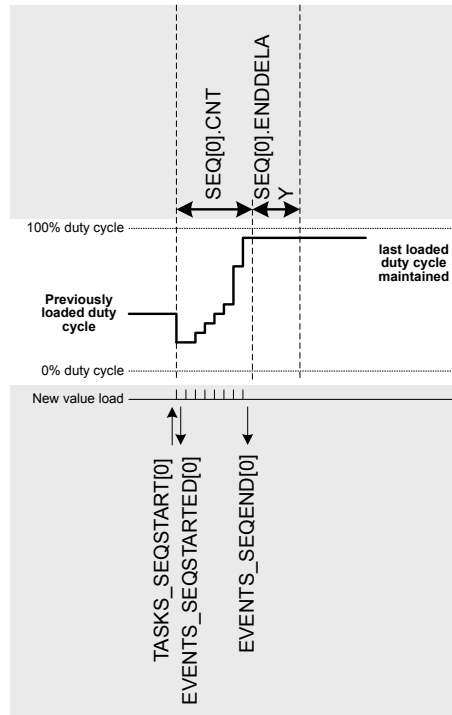 SEQ[0].CNT
SEQ[0].ENDDELA
Y
100% duty cycle
last loaded
duty cycle
maintained
Previously
loaded duty
cycle
0% duty cycle
New value load
TASKS_SEQSTART[0]
EVENTS_SEQSTARTED[0]
EVENTS_SEQEND[0]